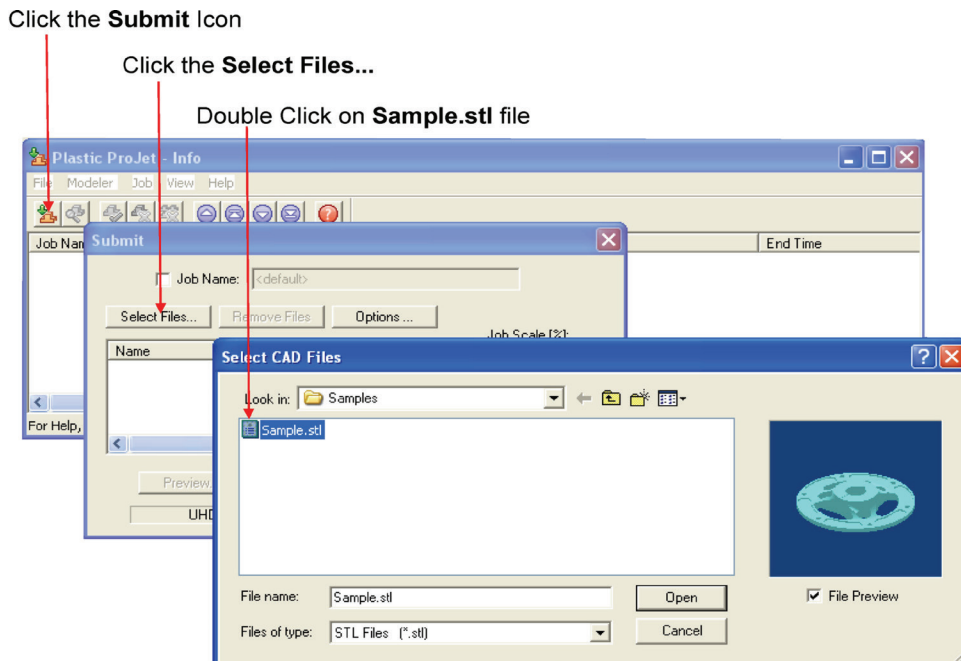 Click the Submit Icon
Click the Select Files...
Double Click on Sample.stl file
Plastic ProJet - Info
File Modeler Job View Help
Job Nam
End Time
Submit
Job Name: <default>
Select Files... Remove Files Options ...
Job Scale [%]:
Name
Select CAD Files
Look in: Samples
Sample.stl
For Help,
Preview
UHD
File name: Sample.stl Open File Preview
Files of type: STL Files (*.stl) Cancel